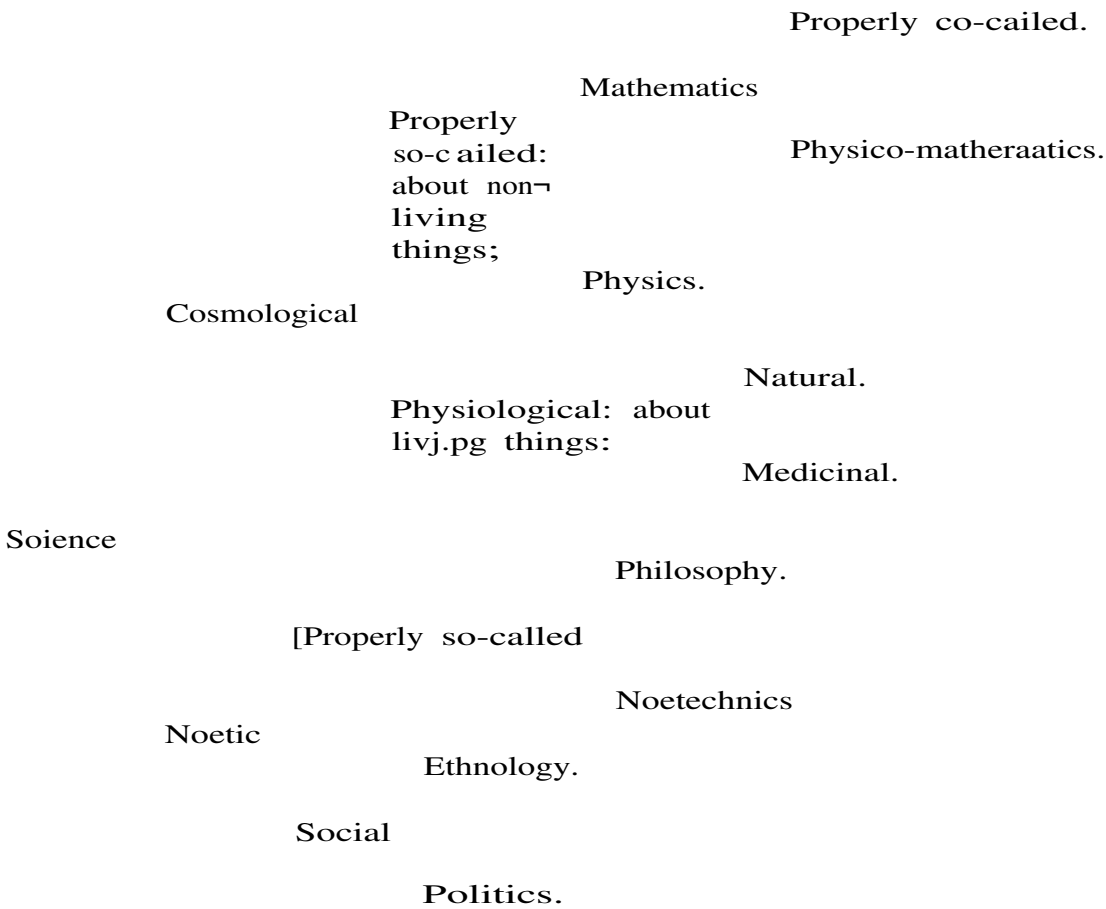 Properly co-cailed.
Mathematics
Properly
so-c ailed:
Physico-matheraatics.
about non¬
living
things;
Physics.
Cosmological
Natural.
Physiological: about
livj.pg things:
Medicinal.
Soience
Philosophy.
[Properly so-called
Noetechnics
Noetic
Ethnology.
Social
Politics.